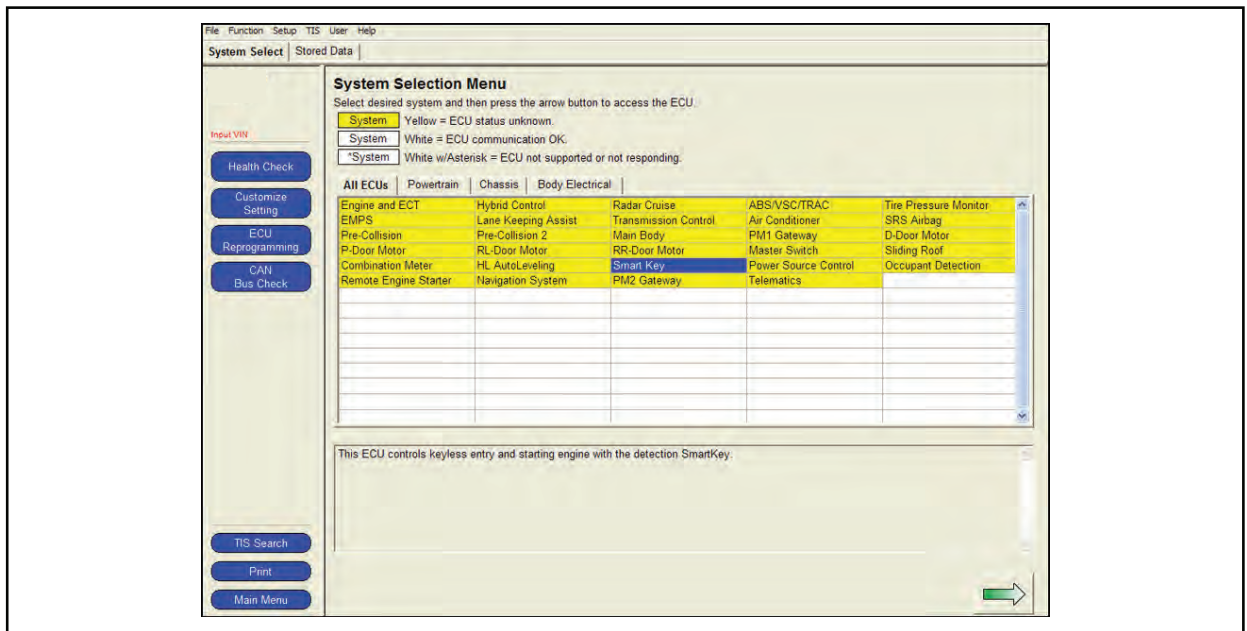 File Function Setup TIS User Help
System Select Stored Data
System Selection Menu
Select desired system and then press the arrow button to access the ECU.
System Yellow = ECU status unknown.
System White = ECU communication OK.
*System White w/Asterisk = ECU not supported or not responding.
Input VIN
Health Check
Customize
Setting
ECU
Reprogramming
CAN
Bus Check
All ECUs Powertrain Chassis Body Electrical
Engine and ECT Hybrid Control Radar Cruise ABS/VSC/TRAC Tire Pressure Monitor
EMPS Lane Keeping Assist Transmission Control Air Conditioner SRS Airbag
Pre-Collision Pre-Collision 2 Main Body PM1 Gateway D-Door Motor
P-Door Motor RL-Door Motor RR-Door Motor Master Switch Sliding Roof
Combination Meter HL AutoLeveling Smart Key Power Source Control Occupant Detection
Remote Engine Starter Navigation System PM2 Gateway Telematics
This ECU controls keyless entry and starting engine with the detection SmartKey.
TIS Search
Print
Main Menu